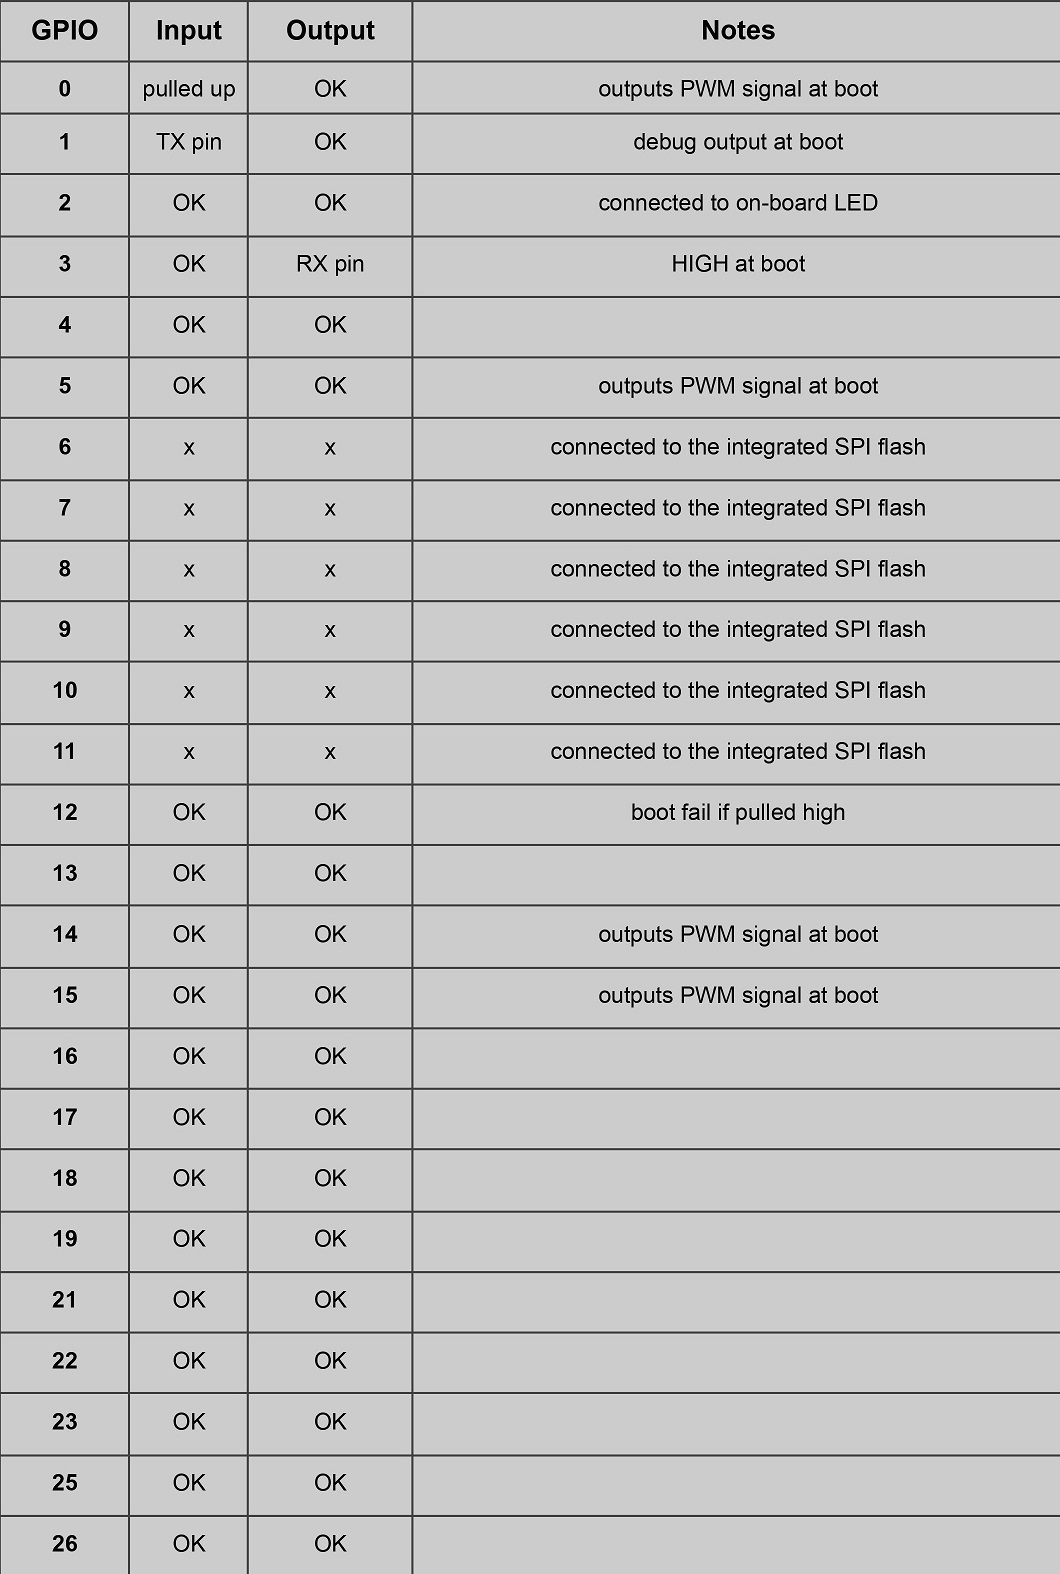 GPIO Input Output Notes
0 pulled up OK outputs PWM signal at boot
1 TX pin OK debug output at boot
2 OK OK connected to on-board LED
3 OK RX pin HIGH at boot
4 OK OK
5 OK OK outputs PWM signal at boot
6 x x connected to the integrated SPI flash
7 x x connected to the integrated SPI flash
8 x x connected to the integrated SPI flash
9 x x connected to the integrated SPI flash
10 x x connected to the integrated SPI flash
11 x x connected to the integrated SPI flash
12 OK OK boot fail if pulled high
13 OK OK
14 OK OK outputs PWM signal at boot
15 OK OK outputs PWM signal at boot
16 OK OK
17 OK OK
18 OK OK
19 OK OK
21 OK OK
22 OK OK
23 OK OK
25 OK OK
26 OK OK